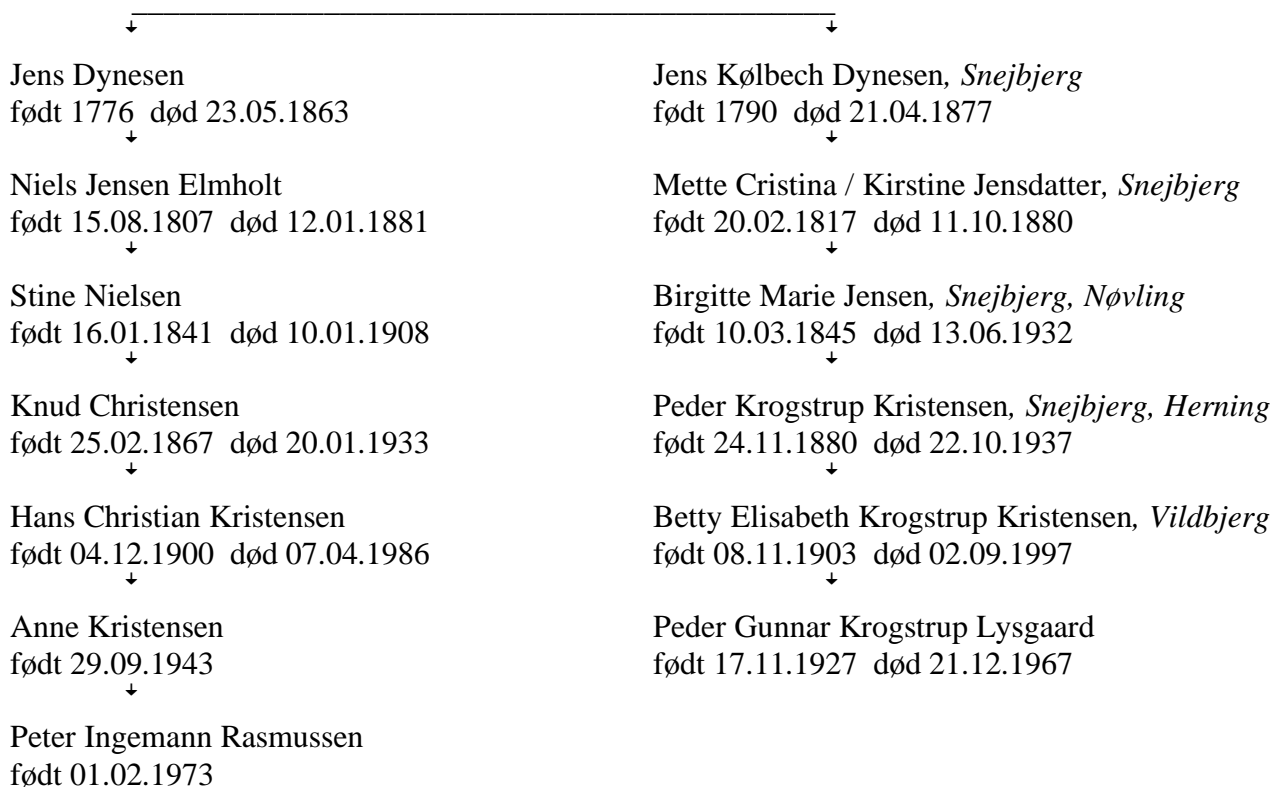 Jens Dynesen
født 1776 død 23.05.1863
Niels Jensen Elmholt
født 15.08.1807 død 12.01.1881
Stine Nielsen
født 16.01.1841 død 10.01.1908
Knud Christensen
født 25.02.1867 død 20.01.1933
Hans Christian Kristensen
født 04.12.1900 død 07.04.1986
Anne Kristensen
født 29.09.1943
Peter Ingemann Rasmussen
født 01.02.1973
Jens Kølbech Dynesen, Snejbjerg
født 1790 død 21.04.1877
Mette Cristina / Kirstine Jensdatter, Snejbjerg
født 20.02.1817 død 11.10.1880
Birgitte Marie Jensen, Snejbjerg, Nøvling
født 10.03.1845 død 13.06.1932
Peder Krogstrup Kristensen, Snejbjerg, Herning
født 24.11.1880 død 22.10.1937
Betty Elisabeth Krogstrup Kristensen, Vildbjerg
født 08.11.1903 død 02.09.1997
Peder Gunnar Krogstrup Lysgaard
født 17.11.1927 død 21.12.1967